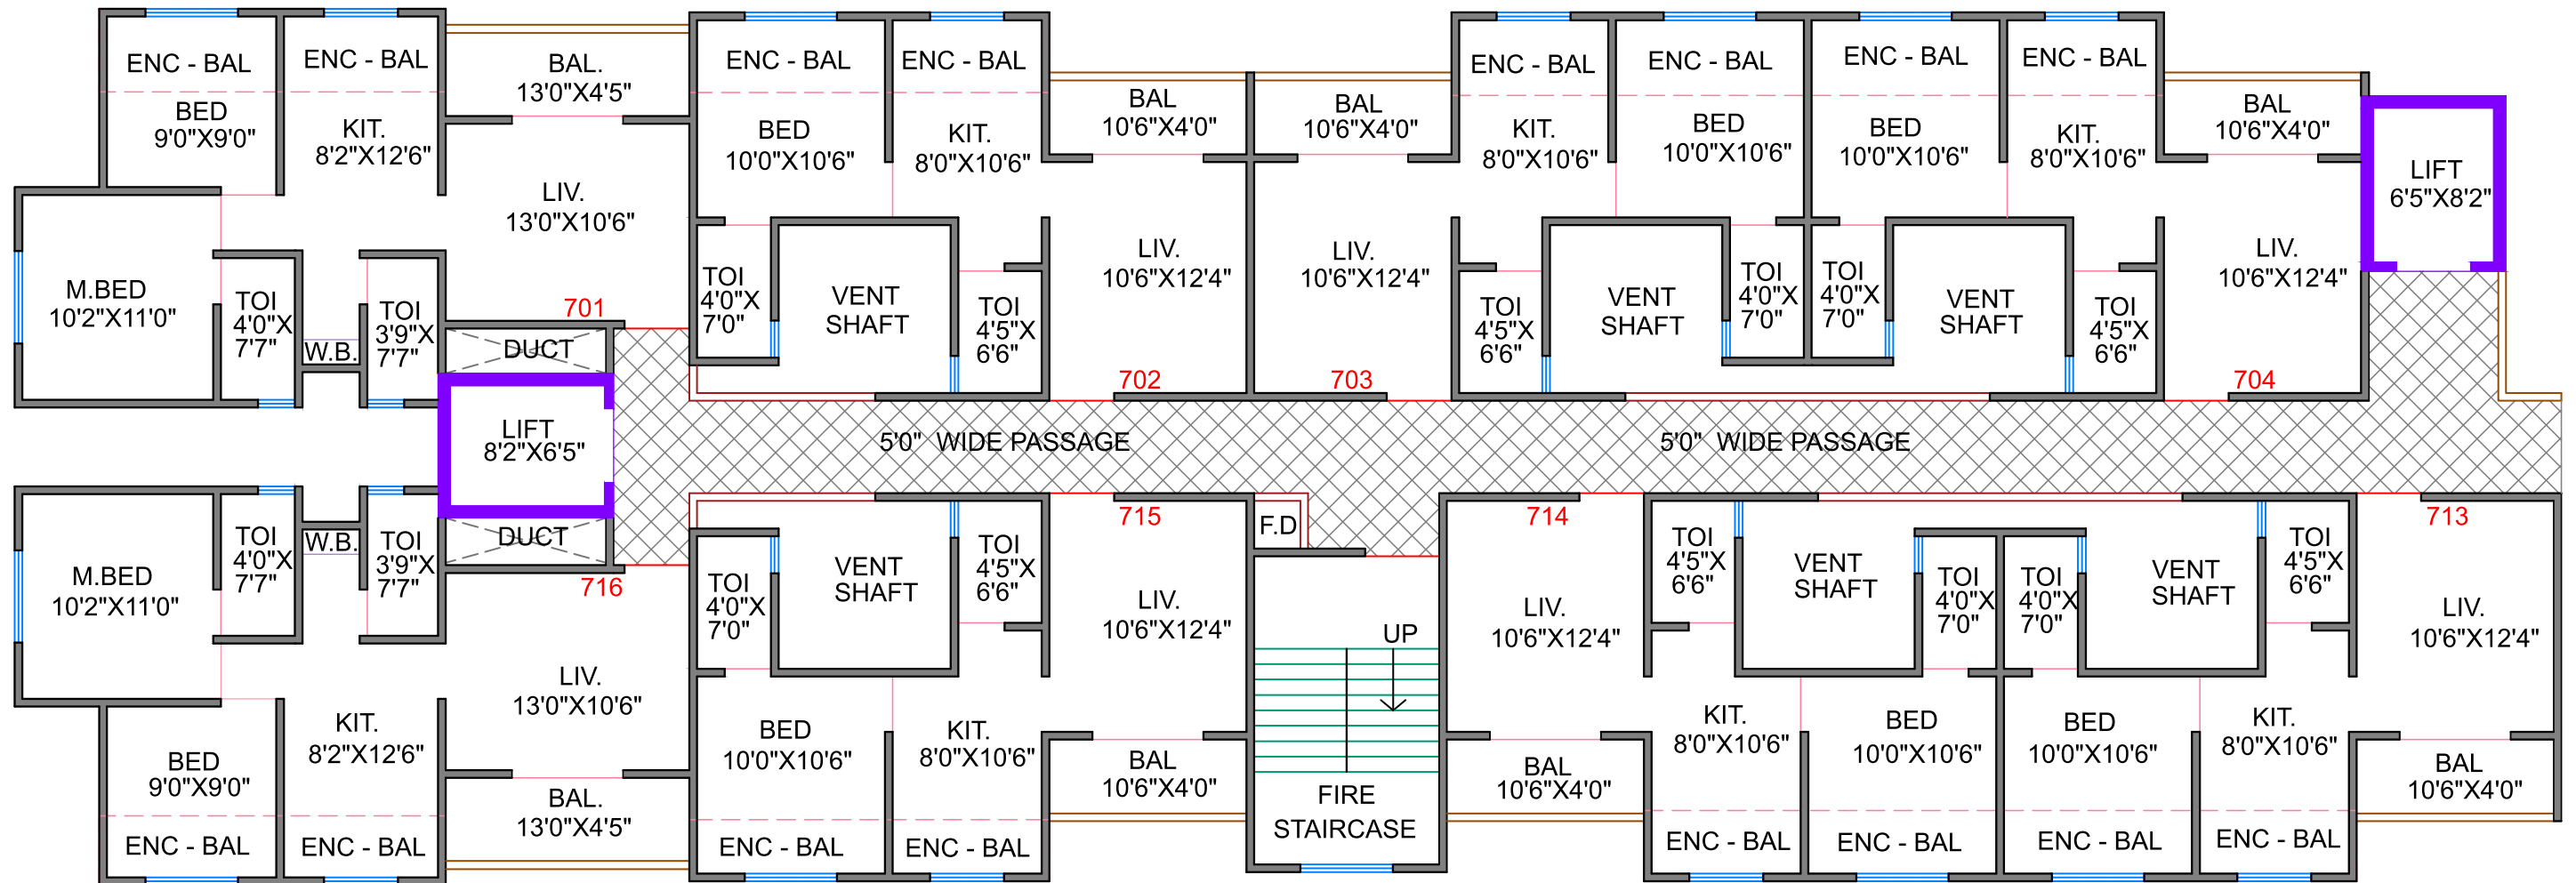 ENC - BAL
BED
9'0"X9'0"
ENC - BAL
KIT.
8'2"X12'6"
BAL.
13'0"X4'5"
LIV.
13'0"X10'6"
M.BED
10'2"X11'0"
TOI
4'0"X
7'7"
W.B.
TOI
3'9"X
7'7"
701
DUCT
LIFT
8'2"X6'5"
ENC - BAL
BED
10'0"X10'6"
ENC - BAL
KIT.
8'0"X10'6"
BAL
10'6"X4'0"
TOI
4'0"X
7'0"
VENT
SHAFT
TOI
4'5"X
6'6"
LIV.
10'6"X12'4"
702
BAL
10'6"X4'0"
LIV.
10'6"X12'4"
703
ENC - BAL
KIT.
8'0"X10'6"
ENC - BAL
BED
10'0"X10'6"
TOI
4'5"X
6'6"
VENT
SHAFT
TOI
4'0"X
7'0"
ENC - BAL
BED
10'0"X10'6"
ENC - BAL
KIT.
8'0"X10'6"
BAL
10'6"X4'0"
TOI
4'0"X
7'0"
VENT
SHAFT
TOI
4'5"X
6'6"
LIV.
10'6"X12'4"
704
LIFT
6'5"X8'2"
5'0" WIDE PASSAGE
5'0" WIDE PASSAGE
DUCT
716
M.BED
10'2"X11'0"
TOI
4'0"X
7'7"
W.B.
TOI
3'9"X
7'7"
LIV.
13'0"X10'6"
KIT.
8'2"X12'6"
BED
9'0"X9'0"
BAL.
13'0"X4'5"
ENC - BAL
ENC - BAL
TOI
4'0"X
7'0"
VENT
SHAFT
TOI
4'5"X
6'6"
715
LIV.
10'6"X12'4"
BED
10'0"X10'6"
KIT.
8'0"X10'6"
BAL
10'6"X4'0"
ENC - BAL
ENC - BAL
F.D
UP
FIRE
STAIRCASE
714
LIV.
10'6"X12'4"
BAL
10'6"X4'0"
TOI
4'5"X
6'6"
VENT
SHAFT
TOI
4'0"X
7'0"
KIT.
8'0"X10'6"
BED
10'0"X10'6"
ENC - BAL
ENC - BAL
TOI
4'0"X
7'0"
VENT
SHAFT
TOI
4'5"X
6'6"
713
LIV.
10'6"X12'4"
BED
10'0"X10'6"
KIT.
8'0"X10'6"
BAL
10'6"X4'0"
ENC - BAL
ENC - BAL